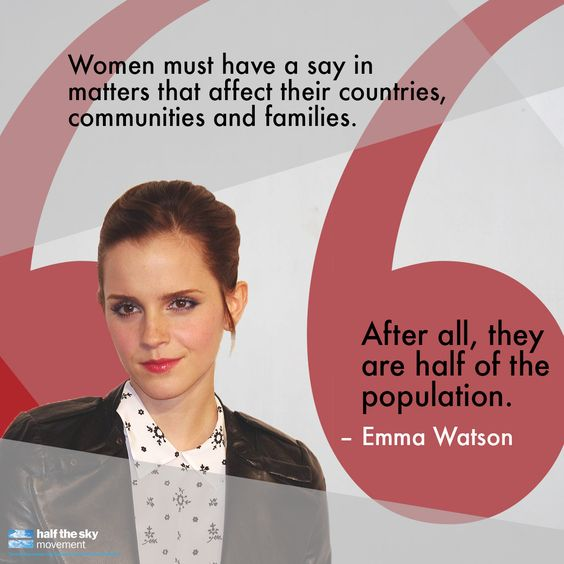 Women must have a say in
matters that affect their countries,
communities and families.
After all, they
are half of the
population.
– Emma Watson
half the sky
movement